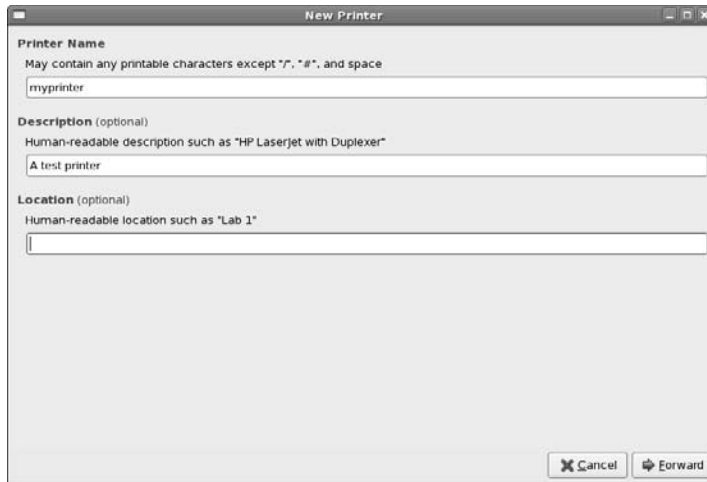 New Printer
Printer Name
May contain any printable characters except "/", "#", and space
myprinter
Description (optional)
Human-readable description such as "HP LaserJet with Duplexer"
A test printer
Location (optional)
Human-readable location such as "Lab 1"
Cancel
Forward